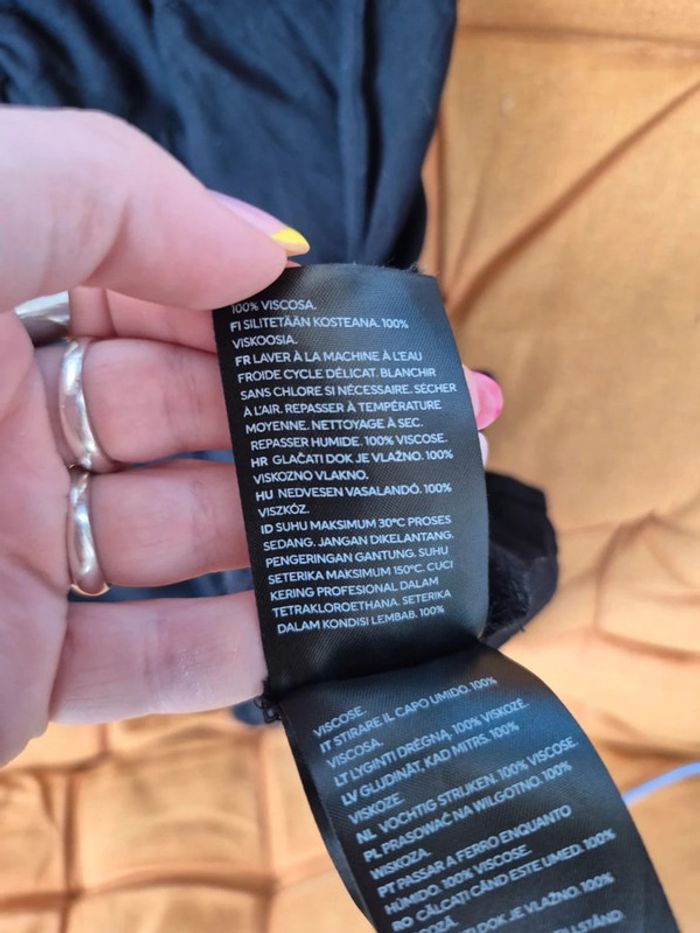 100% VISCOSA.
FI SILITETÄÄN KOSTEANA. 100%
VISKOOSIA.
FR LAVER À LA MACHINE À L'EAU
FROIDE CYCLE DÉLICAT. BLANCHIR
SANS CHLORE SI NÉCESSAIRE. SÉCHER
À L'AIR. REPASSER À TEMPÉRATURE
MOYENNE. NETTOYAGE À SEC.
REPASSER HUMIDE. 100% VISCOSE.
HR GLAČATI DOK JE VLAŽNO. 100%
VISKOZNO VLAKNO.
HU NEDVESEN VASALANDÓ. 100%
VISZKÓZ.
ID SUHU MAKSIMUM 30°C PROSES
SEDANG. JANGAN DIKELANTANG.
PENGERINGAN GANTUNG. SUHU
SETERIKA MAKSIMUM 150°C. CUCI
KERING PROFESIONAL DALAM
TETRAKLOROETHANA. SETERIKA
DALAM KONDISI LEMBAB. 100%
VISCOSE.
IT STIRARE IL CAPO UMIDO. 100%
VISCOSA.
LT LYGINTI DRĖGNĄ, 100% VISKOZĖ.
LV GLUDINĀT, KAD MITRS. 100%
VISKOZE.
NL VOCHTIG STRIJKEN. 100% VISCOSE.
PL PRASOWAĆ NA WILGOTNO. 100%
WISKOZA.
PT PASSAR A FERRO ENQUANTO
HÚMIDO. 100% VISCOSE.
RO CĂLCAȚI CÂND ESTE UMED. 100%
DOK JE VLAŽNO. 100%